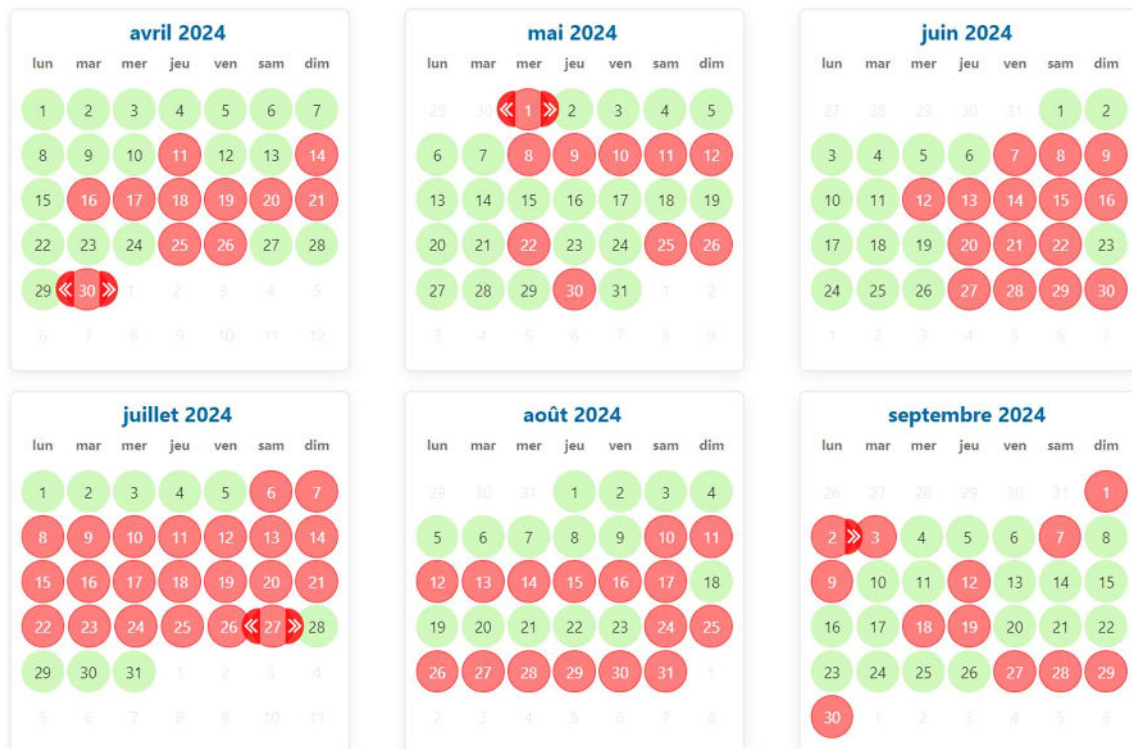 avril 2024
lun mar mer jeu ven sam dim
1 2 3 4 5 6 7
8 9 10 11 12 13 14
15 16 17 18 19 20 21
22 23 24 25 26 27 28
29 « 30 » 1 2 3 4 5
6 7 8 9 10 11 12
mai 2024
lun mar mer jeu ven sam dim
29 30 « 1 » 2 3 4 5
6 7 8 9 10 11 12
13 14 15 16 17 18 19
20 21 22 23 24 25 26
27 28 29 30 31 1 2
3 4 5 6 7 8 9
juin 2024
lun mar mer jeu ven sam dim
27 28 29 30 31 1 2
3 4 5 6 7 8 9
10 11 12 13 14 15 16
17 18 19 20 21 22 23
24 25 26 27 28 29 30
1 2 3 4 5 6 7
juillet 2024
lun mar mer jeu ven sam dim
1 2 3 4 5 6 7
8 9 10 11 12 13 14
15 16 17 18 19 20 21
22 23 24 25 26 « 27 » 28
29 30 31 1 2 3 4
5 6 7 8 9 10 11
août 2024
lun mar mer jeu ven sam dim
29 30 31 1 2 3 4
5 6 7 8 9 10 11
12 13 14 15 16 17 18
19 20 21 22 23 24 25
26 27 28 29 30 31 1
2 3 4 5 6 7 8
septembre 2024
lun mar mer jeu ven sam dim
26 27 28 29 30 31 1
2 » 3 4 5 6 7 8
9 10 11 12 13 14 15
16 17 18 19 20 21 22
23 24 25 26 27 28 29
30 1 2 3 4 5 6